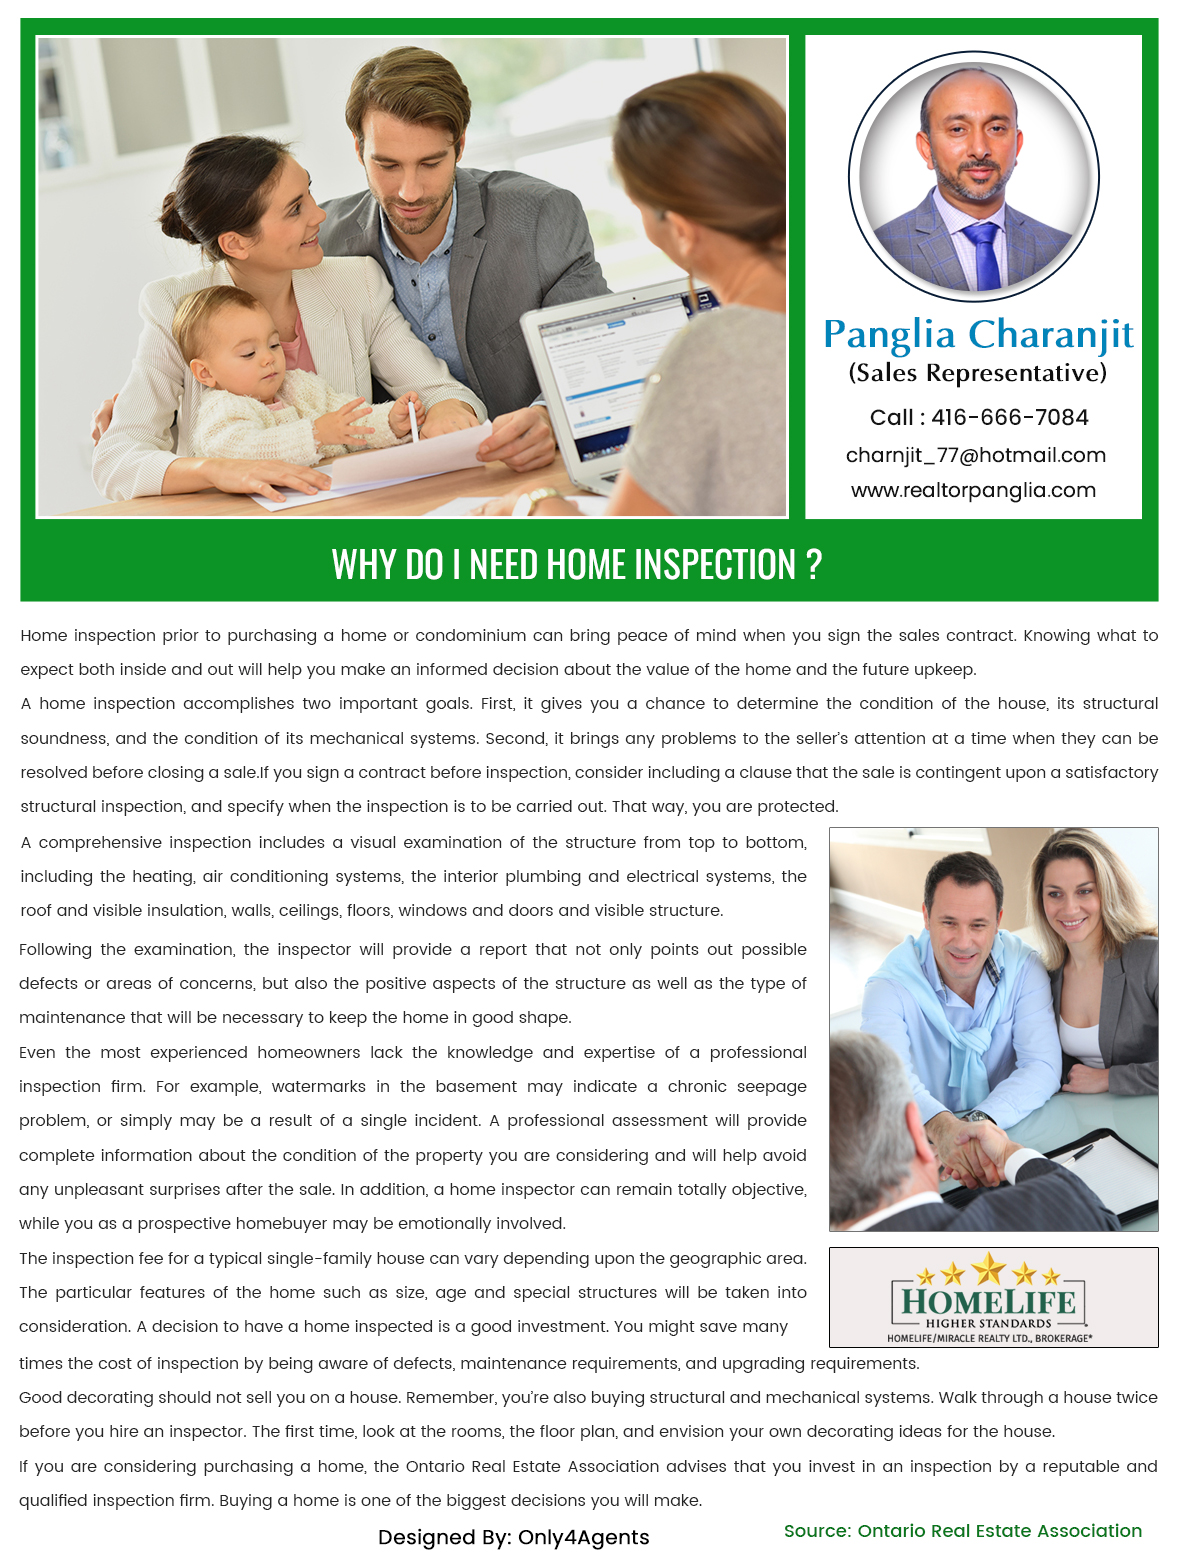 Panglia Charanjit
(Sales Representative)
Call : 416-666-7084
charnjit_77@hotmail.com
www.realtorpanglia.com
WHY DO I NEED HOME INSPECTION ?
Home inspection prior to purchasing a home or condominium can bring peace of mind when you sign the sales contract. Knowing what to
expect both inside and out will help you make an informed decision about the value of the home and the future upkeep.
A home inspection accomplishes two important goals. First, it gives you a chance to determine the condition of the house, its structural
soundness, and the condition of its mechanical systems. Second, it brings any problems to the seller's attention at a time when they can be
resolved before closing a sale.If you sign a contract before inspection, consider including a clause that the sale is contingent upon a satisfactory
structural inspection, and specify when the inspection is to be carried out. That way, you are protected.
A comprehensive inspection includes a visual examination of the structure from top to bottom,
including the heating, air conditioning systems, the interior plumbing and electrical systems, the
roof and visible insulation, walls, ceilings, floors, windows and doors and visible structure.
Following the examination, the inspector will provide a report that not only points out possible
defects or areas of concerns, but also the positive aspects of the structure as well as the type of
maintenance that will be necessary to keep the home in good shape.
Even the most experienced homeowners lack the knowledge and expertise of a professional
inspection firm. For example, watermarks in the basement may indicate a chronic seepage
problem, or simply may be a result of a single incident. A professional assessment will provide
complete information about the condition of the property you are considering and will help avoid
any unpleasant surprises after the sale. In addition, a home inspector can remain totally objective,
while you as a prospective homebuyer may be emotionally involved.
The inspection fee for a typical single-family house can vary depending upon the geographic area.
The particular features of the home such as size, age and special structures will be taken into
consideration. A decision to have a home inspected is a good investment. You might save many
times the cost of inspection by being aware of defects, maintenance requirements, and upgrading requirements.
Good decorating should not sell you on a house. Remember, you're also buying structural and mechanical systems. Walk through a house twice
before you hire an inspector. The first time, look at the rooms, the floor plan, and envision your own decorating ideas for the house.
If you are considering purchasing a home, the Ontario Real Estate Association advises that you invest in an inspection by a reputable and
qualified inspection firm. Buying a home is one of the biggest decisions you will make.
HOMELIFE
HIGHER STANDARDS
HOMELIFE/MIRACLE REALTY LTD., BROKERAGE*
Designed By: Only4Agents
Source: Ontario Real Estate Association